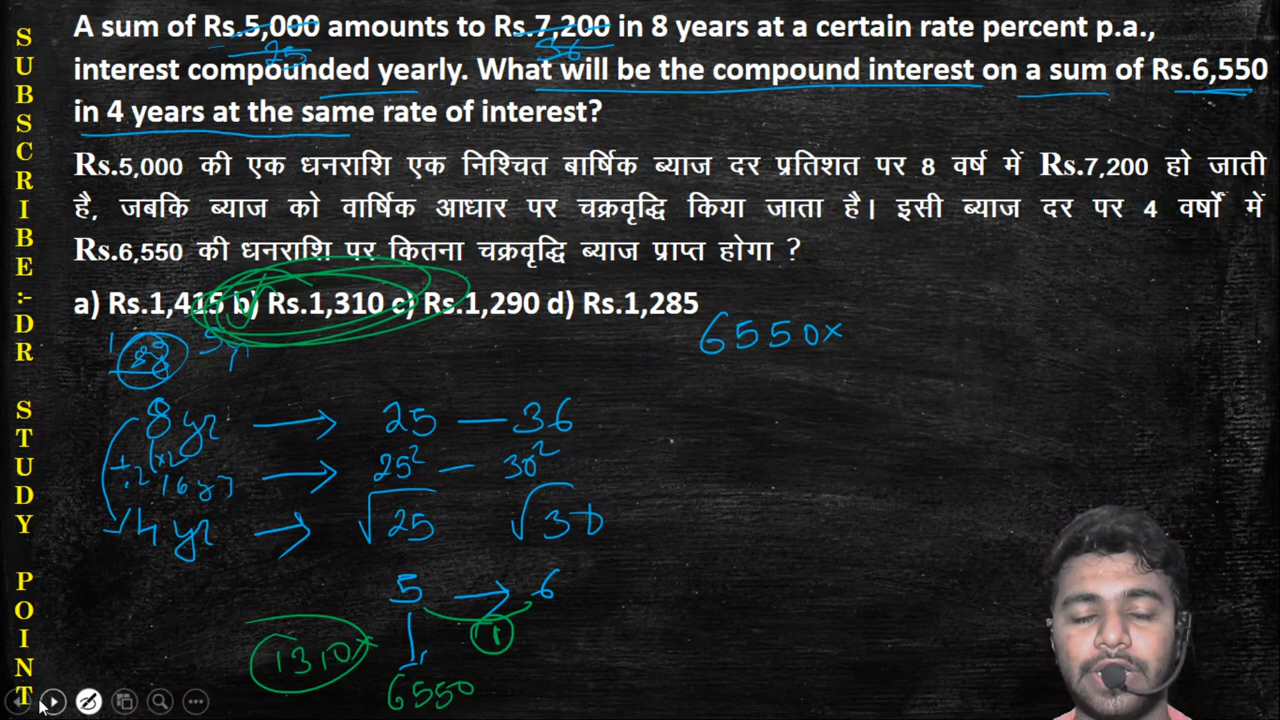 SUBSCRIBE:-DR STUDY POINT
A sum of Rs.5,000 amounts to Rs.7,200 in 8 years at a certain rate percent p.a.,
25 36
interest compounded yearly. What will be the compound interest on a sum of Rs.6,550
in 4 years at the same rate of interest?
Rs.5,000 की एक धनराशि एक निश्चित बार्षिक ब्याज दर प्रतिशत पर 8 वर्ष में Rs.7,200 हो जाती
है, जबकि ब्याज को वार्षिक आधार पर चक्रवृद्धि किया जाता है। इसी ब्याज दर पर 4 वर्षों में
Rs.6,550 की धनराशि पर कितना चक्रवृद्धि ब्याज प्राप्त होगा ?
a) Rs.1,415 b) Rs.1,310 c) Rs.1,290 d) Rs.1,285
6550×
8 yr → 25 — 36
16 yr → 25² — 36²
4 yr → √25 √36
5 → 6
1
1310×
6550